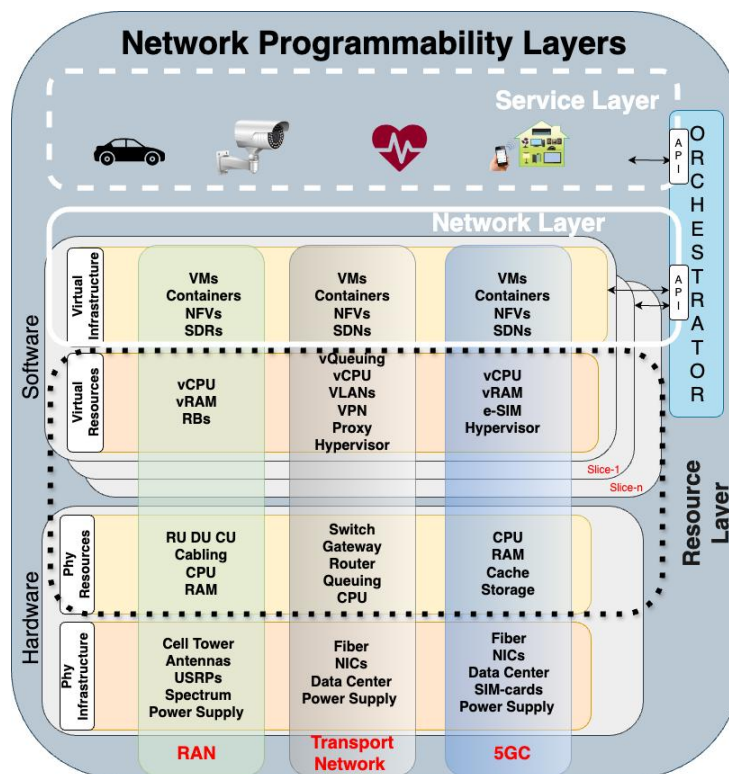 Network Programmability Layers
Service Layer
API
ORCHESTRATOR
Network Layer
Software
Virtual
Infrastructure
VMs
Containers
NFVs
SDRs
VMs
Containers
NFVs
SDNs
VMs
Containers
NFVs
SDNs
API
Virtual
Resources
vCPU
vRAM
RBs
vQueuing
vCPU
VLANs
VPN
Proxy
Hypervisor
vCPU
vRAM
e-SIM
Hypervisor
Slice-1
Slice-n
Resource
Layer
Hardware
Phy
Resources
RU DU CU
Cabling
CPU
RAM
Switch
Gateway
Router
Queuing
CPU
CPU
RAM
Cache
Storage
Phy
Infrastructure
Cell Tower
Antennas
USRPs
Spectrum
Power Supply
Fiber
NICs
Data Center
Power Supply
Fiber
NICs
Data Center
SIM-cards
Power Supply
RAN
Transport
Network
5GC